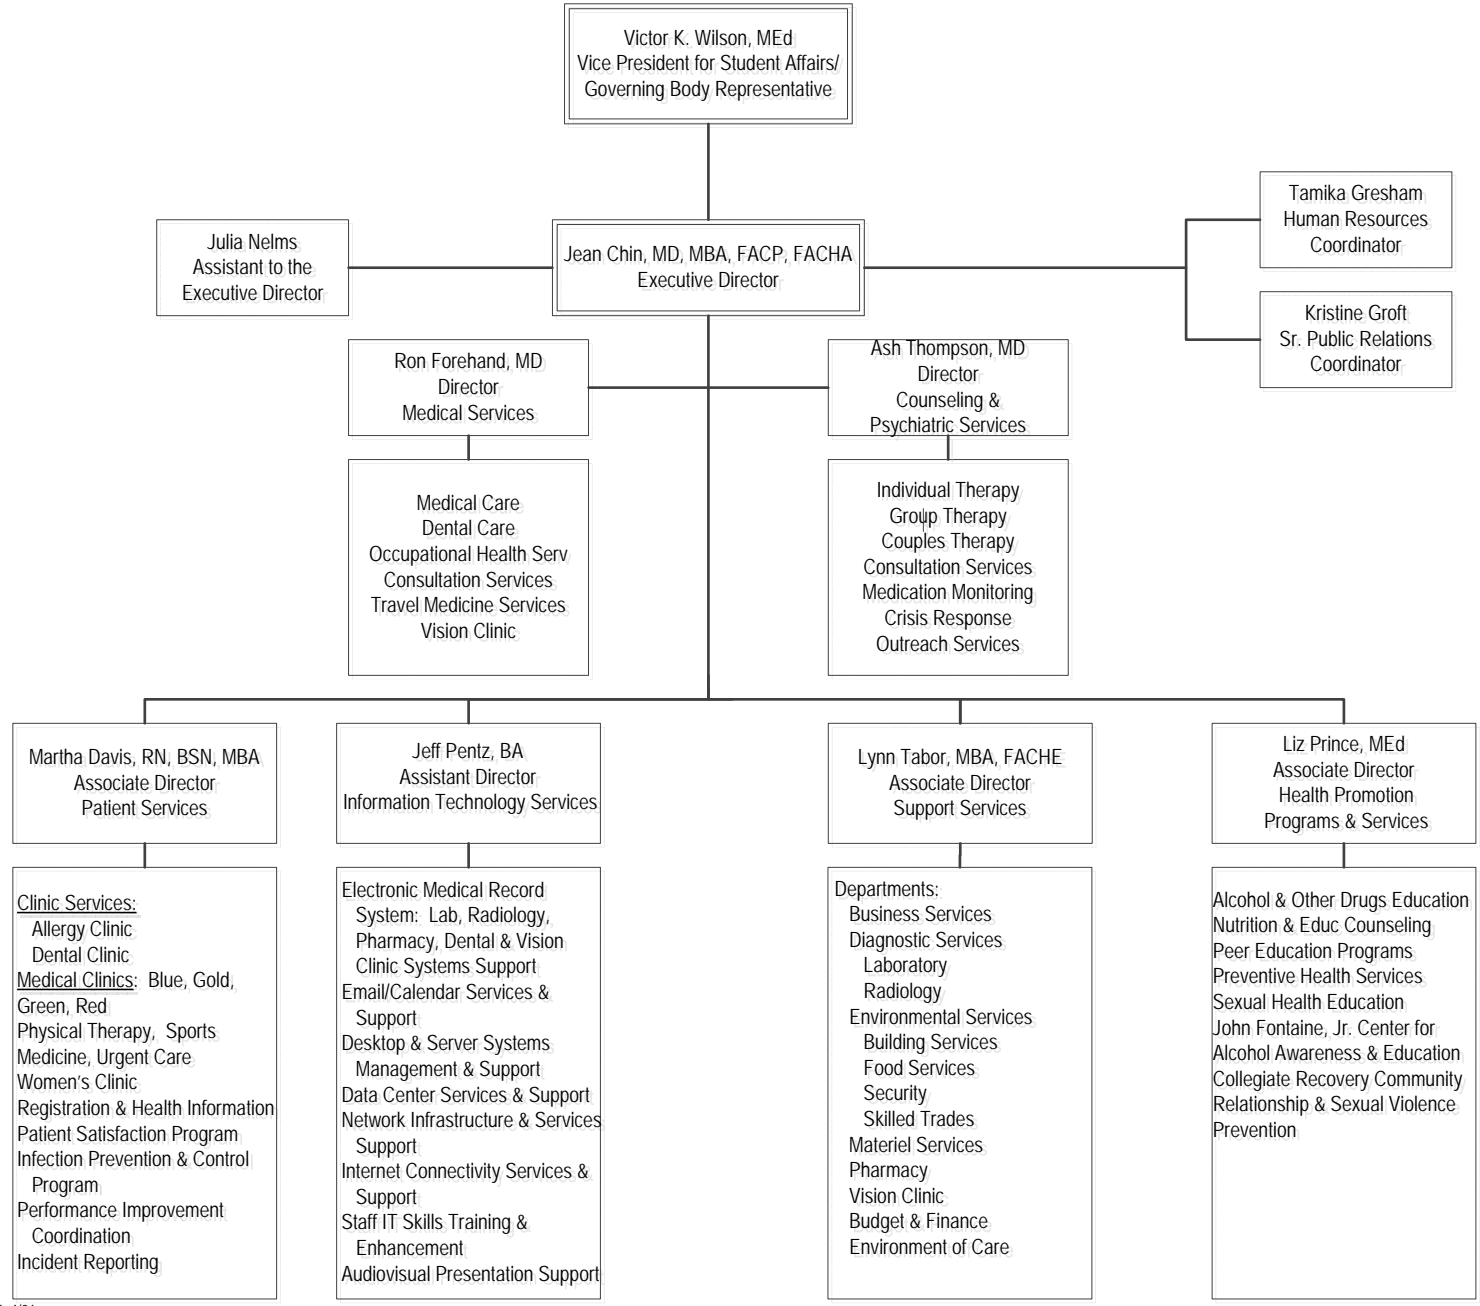 Victor K. Wilson, MEd
Vice President for Student Affairs/
Governing Body Representative
Tamika Gresham
Human Resources
Coordinator
Julia Nelms
Assistant to the
Executive Director
Jean Chin, MD, MBA, FACP, FACHA
Executive Director
Kristine Groft
Sr. Public Relations
Coordinator
Ron Forehand, MD
Director
Medical Services
Ash Thompson, MD
Director
Counseling &
Psychiatric Services
Medical Care
Dental Care
Occupational Health Serv
Consultation Services
Travel Medicine Services
Vision Clinic
Individual Therapy
Group Therapy
Couples Therapy
Consultation Services
Medication Monitoring
Crisis Response
Outreach Services
Martha Davis, RN, BSN, MBA
Associate Director
Patient Services
Jeff Pentz, BA
Assistant Director
Information Technology Services
Lynn Tabor, MBA, FACHE
Associate Director
Support Services
Liz Prince, MEd
Associate Director
Health Promotion
Programs & Services
Clinic Services:
Allergy Clinic
Dental Clinic
Medical Clinics: Blue, Gold,
Green, Red
Physical Therapy, Sports
Medicine, Urgent Care
Women's Clinic
Registration & Health Information
Patient Satisfaction Program
Infection Prevention & Control
Program
Performance Improvement
Coordination
Incident Reporting
Electronic Medical Record
System: Lab, Radiology,
Pharmacy, Dental & Vision
Clinic Systems Support
Email/Calendar Services &
Support
Desktop & Server Systems
Management & Support
Data Center Services & Support
Network Infrastructure & Services
Support
Internet Connectivity Services &
Support
Staff IT Skills Training &
Enhancement
Audiovisual Presentation Support
Departments:
Business Services
Diagnostic Services
Laboratory
Radiology
Environmental Services
Building Services
Food Services
Security
Skilled Trades
Materiel Services
Pharmacy
Vision Clinic
Budget & Finance
Environment of Care
Alcohol & Other Drugs Education
Nutrition & Educ Counseling
Peer Education Programs
Preventive Health Services
Sexual Health Education
John Fontaine, Jr. Center for
Alcohol Awareness & Education
Collegiate Recovery Community
Relationship & Sexual Violence
Prevention